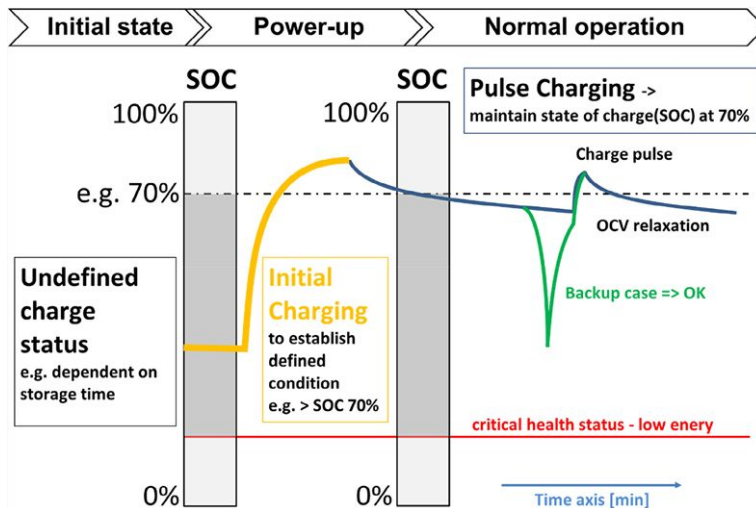 Initial state
Power-up
Normal operation
SOC
SOC
Pulse Charging ->
maintain state of charge(SOC) at 70%
100%
100%
Charge pulse
e.g. 70%
OCV relaxation
Undefined
charge
status
e.g. dependent on
storage time
Initial
Charging
to establish
defined
condition
e.g. > SOC 70%
Backup case => OK
critical health status - low enery
0%
0%
Time axis [min]